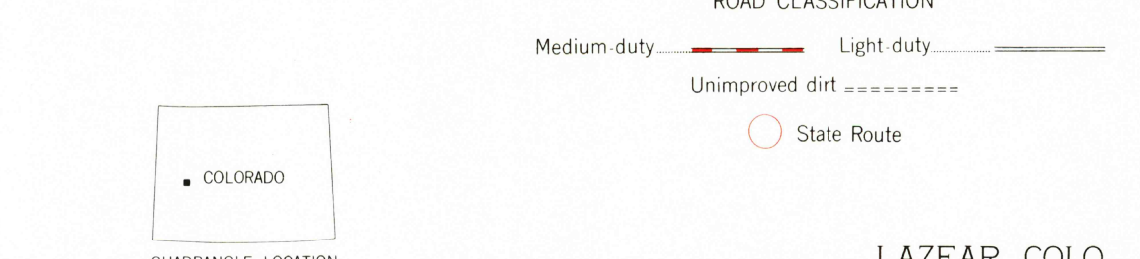 ROAD CLASSIFICATION
Medium-duty Light-duty
Unimproved dirt
State Route
COLORADO
QUADRANGLE LOCATION
LAZEAR, COLO.